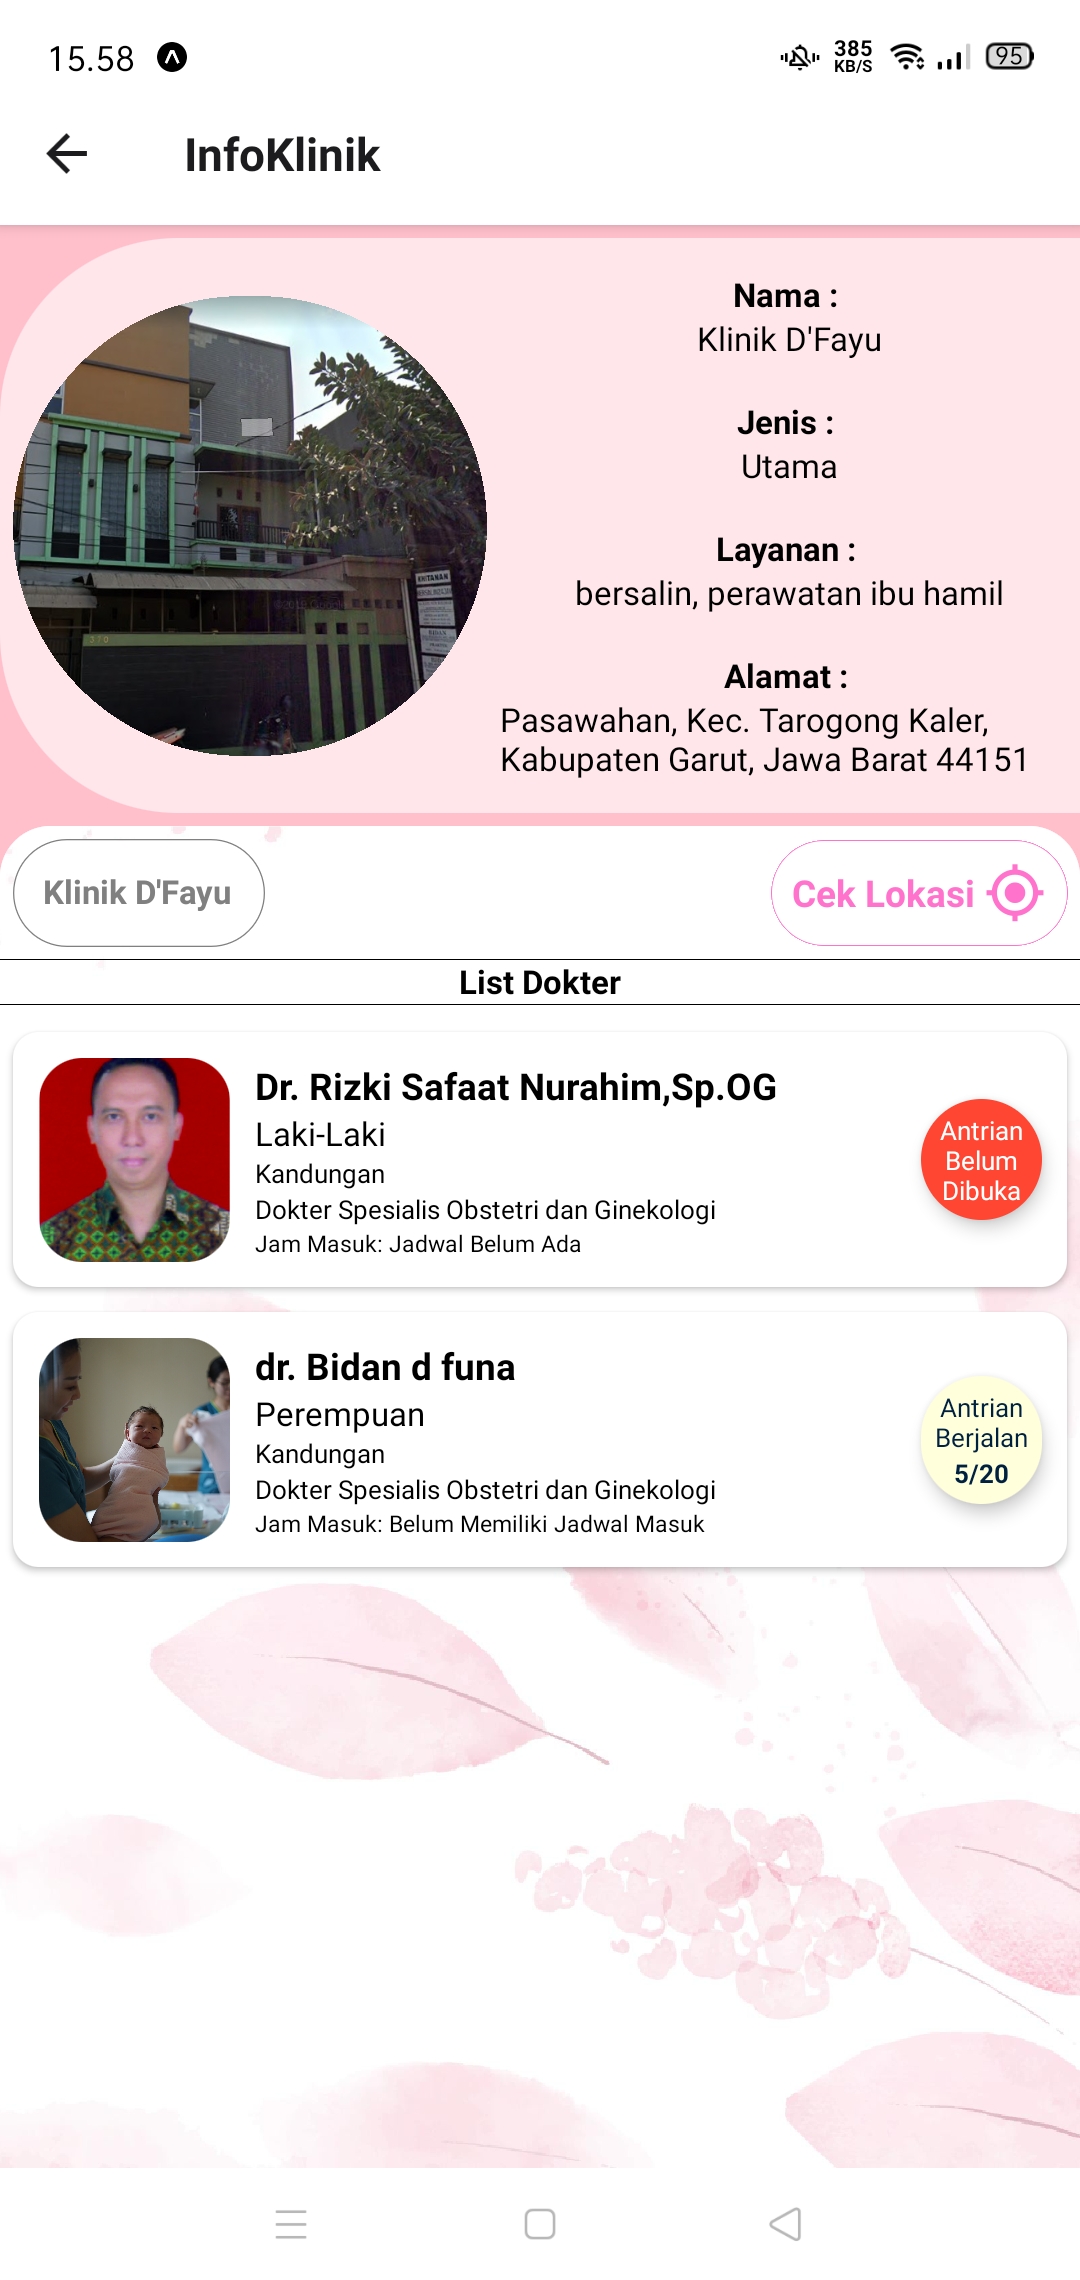 15.58
385
KB/S
95
InfoKlinik
Nama :
Klinik D'Fayu
Jenis :
Utama
Layanan :
bersalin, perawatan ibu hamil
Alamat :
Pasawahan, Kec. Tarogong Kaler,
Kabupaten Garut, Jawa Barat 44151
KHITANAN
370
Klinik D'Fayu
Cek Lokasi
List Dokter
Dr. Rizki Safaat Nurahim,Sp.OG
Laki-Laki
Kandungan
Dokter Spesialis Obstetri dan Ginekologi
Jam Masuk: Jadwal Belum Ada
Antrian
Belum
Dibuka
dr. Bidan d funa
Perempuan
Kandungan
Dokter Spesialis Obstetri dan Ginekologi
Jam Masuk: Belum Memiliki Jadwal Masuk
Antrian
Berjalan
5/20